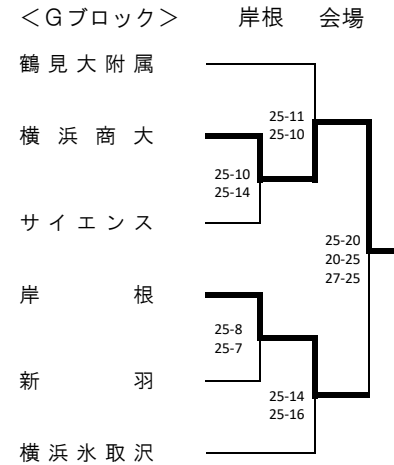 ＜Gブロック＞ 岸根 会場
鶴見大附属
25-11
25-10
横浜商大
25-10
25-14
サイエンス
25-20
20-25
27-25
岸根
25-8
25-7
新羽
25-14
25-16
横浜氷取沢